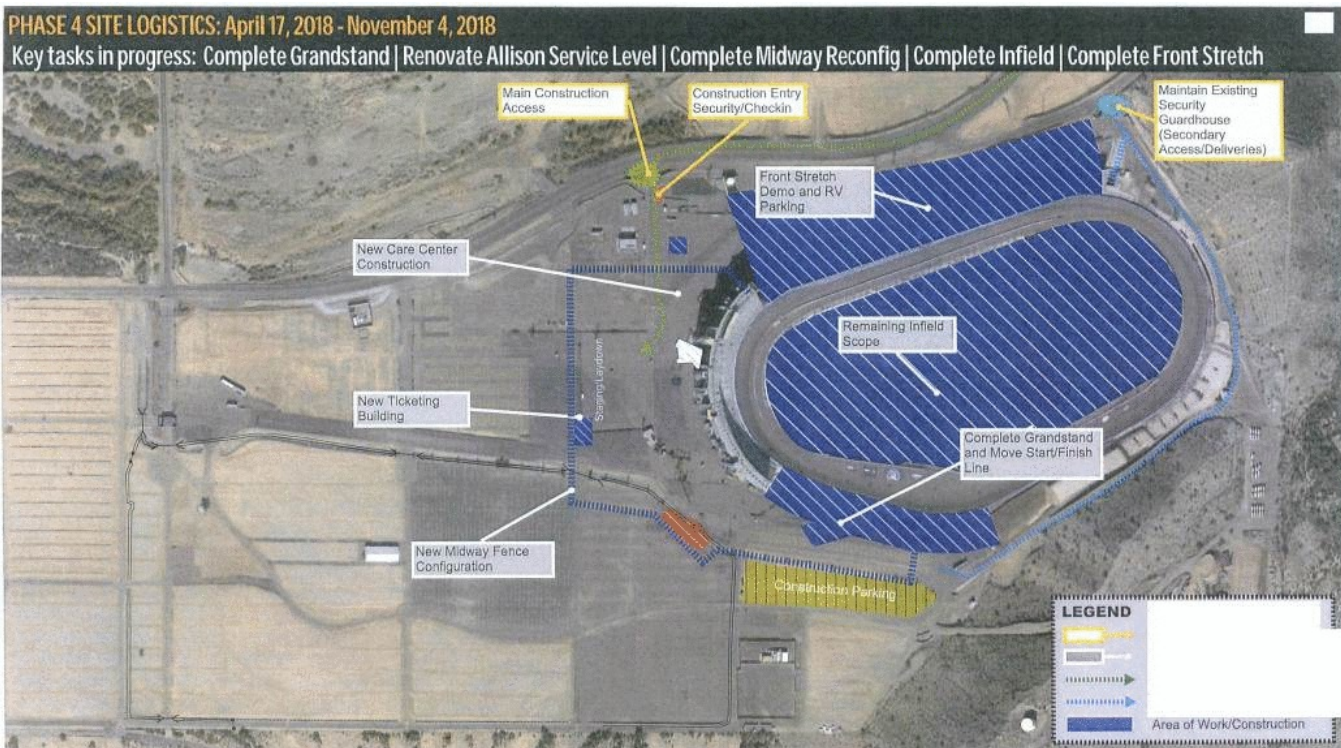 PHASE 4 SITE LOGISTICS: April 17, 2018 - November 4, 2018
Key tasks in progress: Complete Grandstand | Renovate Allison Service Level | Complete Midway Reconfig | Complete Infield | Complete Front Stretch
Main Construction
Access
Construction Entry
Security/Checkin
Maintain Existing
Security
Guardhouse
(Secondary
Access/Deliveries)
Front Stretch
Demo and RV
Parking
New Care Center
Construction
Remaining Infield
Scope
Staging/Laydown
New Ticketing
Building
Complete Grandstand
and Move Start/Finish
Line
New Midway Fence
Configuration
Construction Parking
LEGEND
Area of Work/Construction